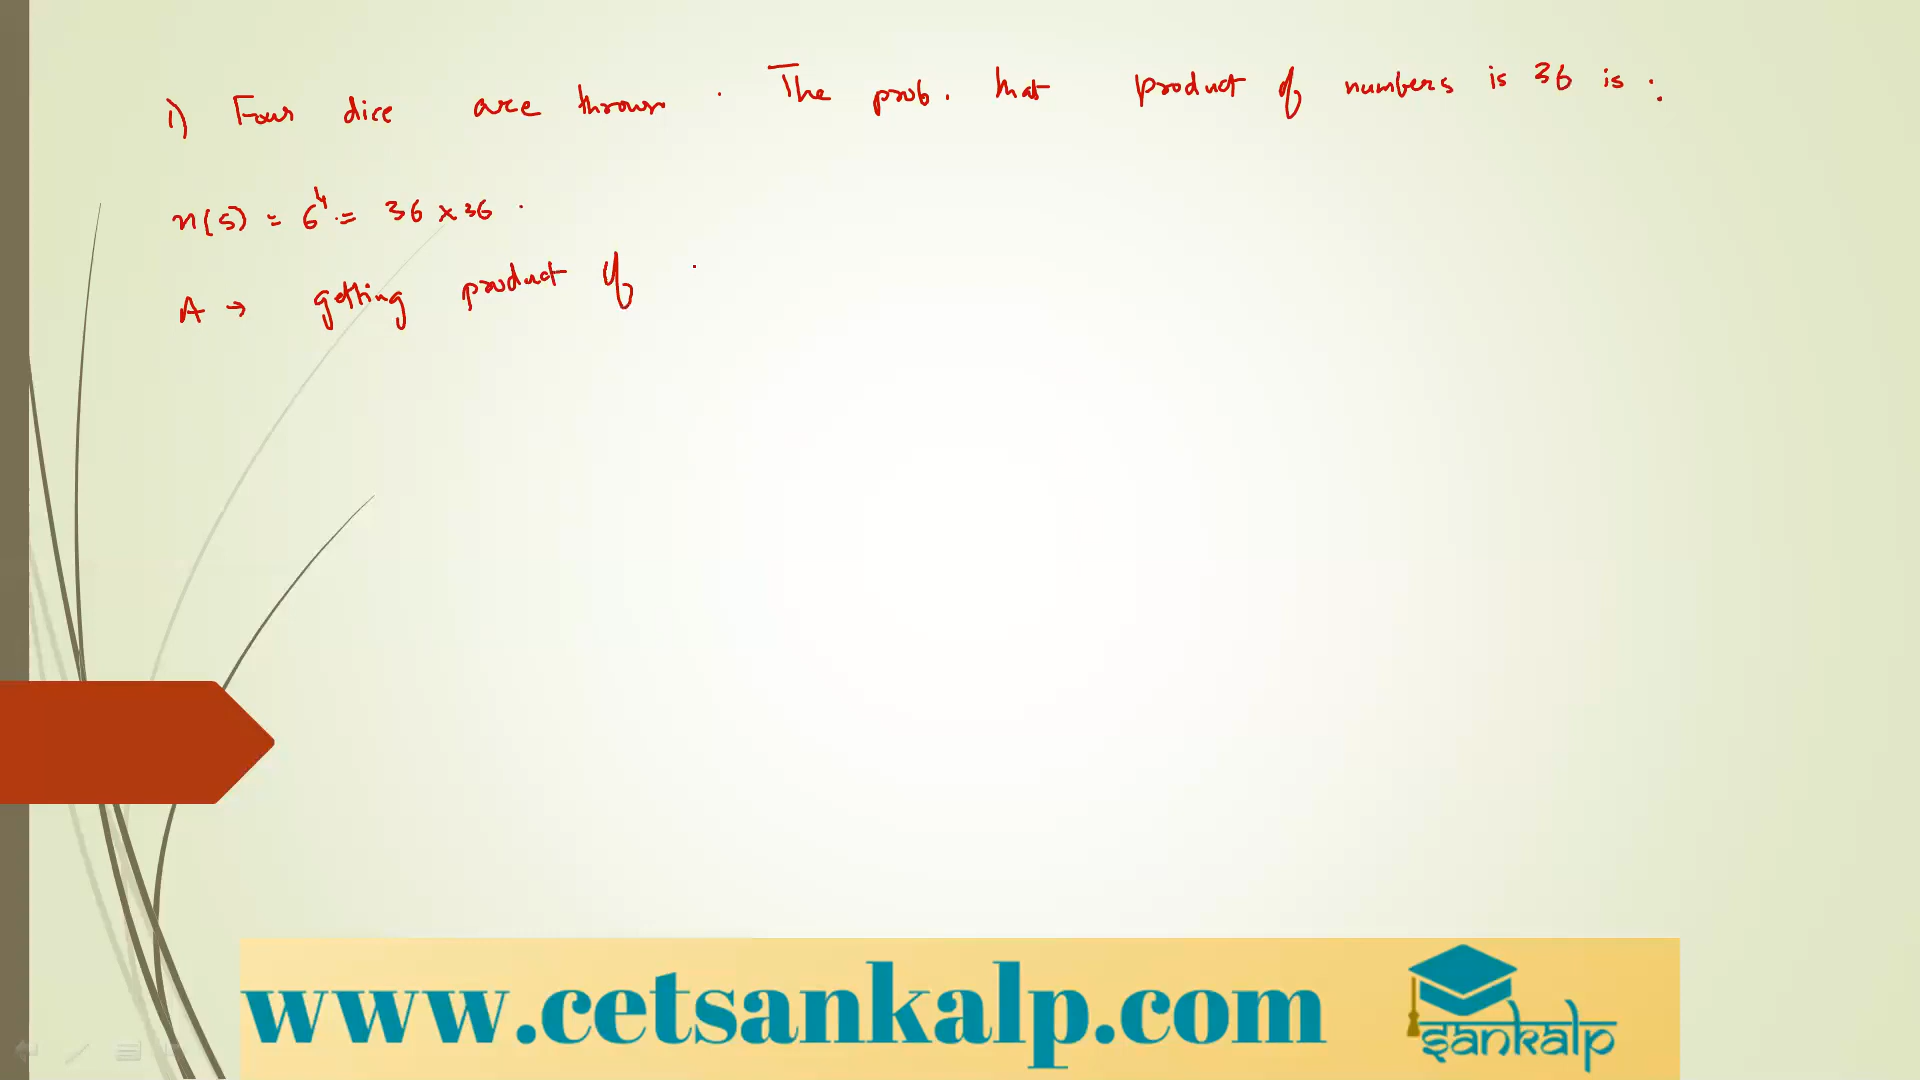 1) Four dice are thrown. The prob. that product of numbers is 36 is :
n(s) = 6⁴ = 36 × 36.
A → getting product of
www.cetsankalp.com
sankalp